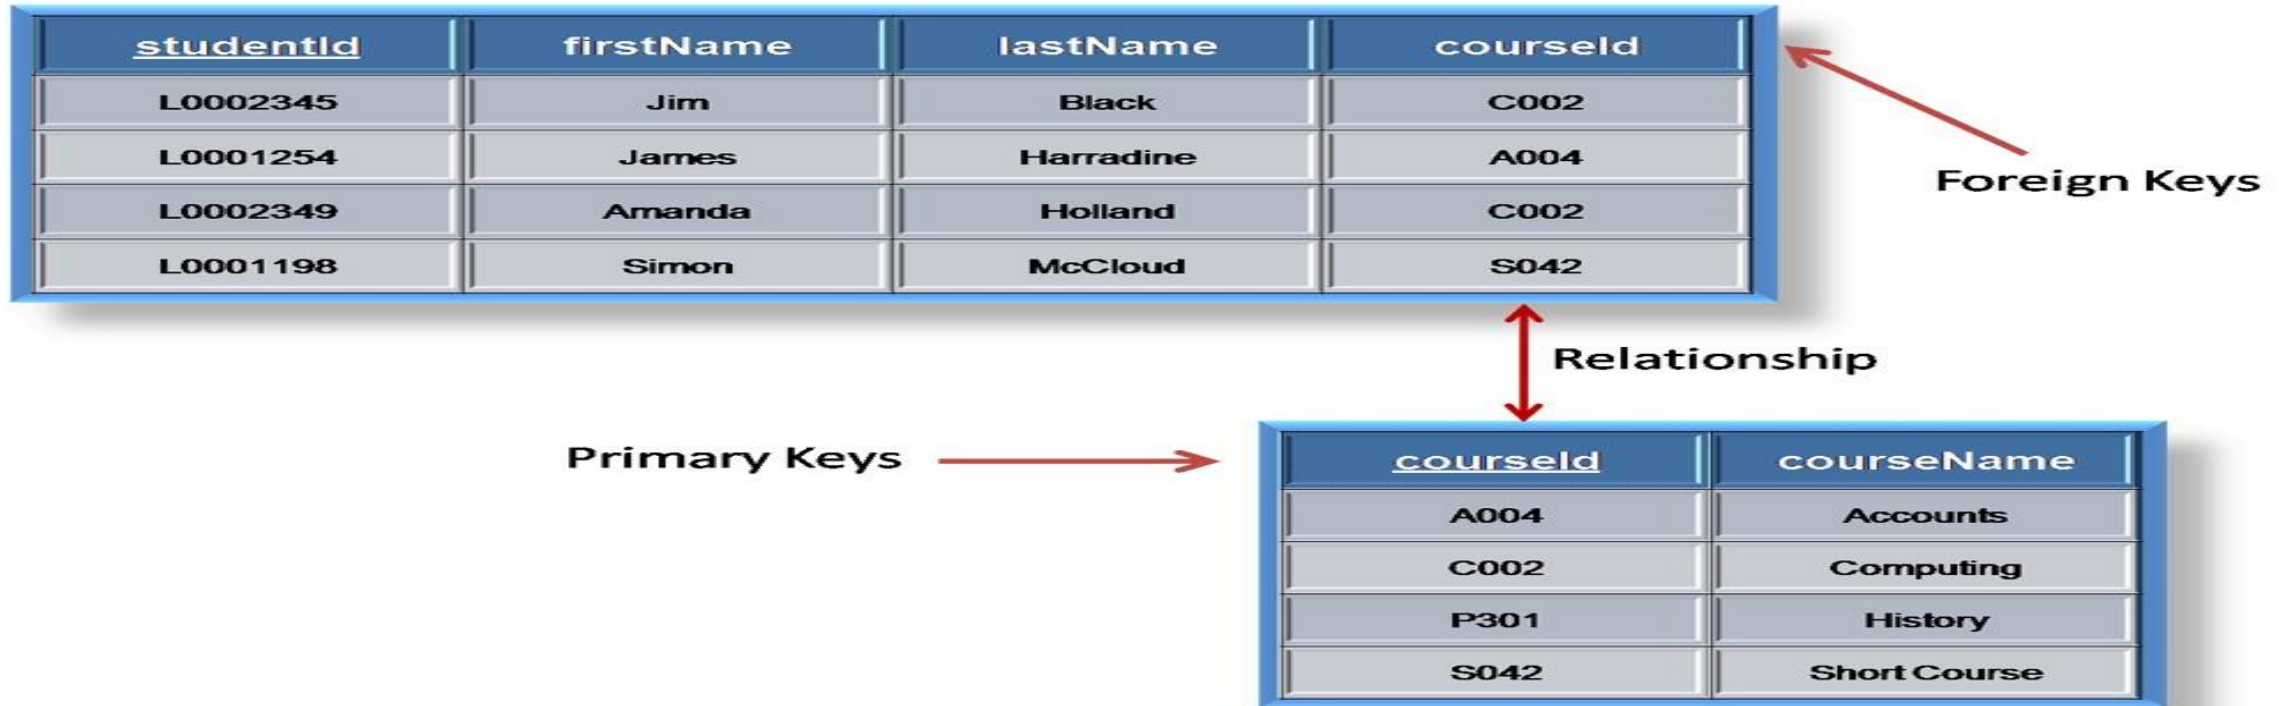 studentId firstName lastName courseId
L0002345 Jim Black C002
L0001254 James Harradine A004
L0002349 Amanda Holland C002
L0001198 Simon McCloud S042
Foreign Keys
Relationship
Primary Keys
courseId courseName
A004 Accounts
C002 Computing
P301 History
S042 Short Course